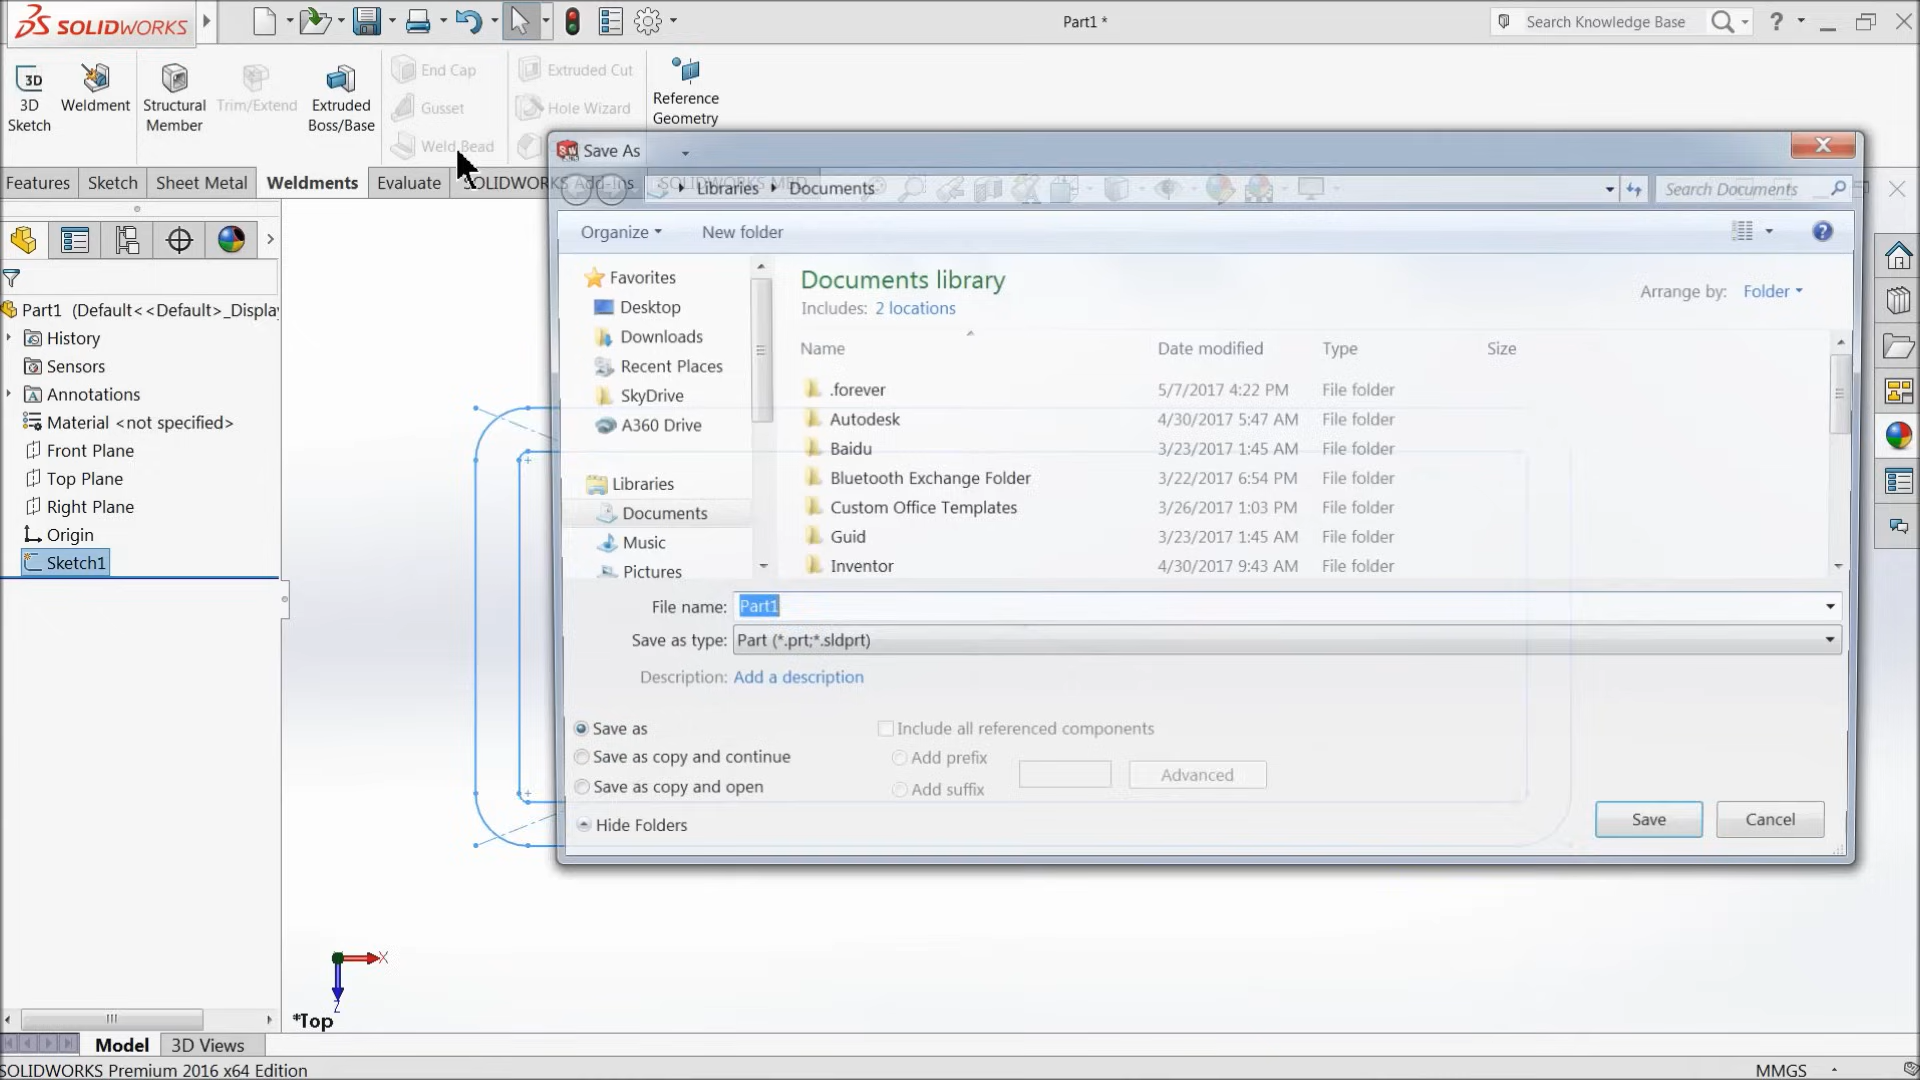 SOLIDWORKS
Part1 *
Search Knowledge Base
?
3D
Sketch
Weldment
Structural
Member
Trim/Extend
Extruded
Boss/Base
End Cap
Gusset
Weld Bead
Extruded Cut
Hole Wizard
Reference
Geometry
Features
Sketch
Sheet Metal
Weldments
Evaluate
SOLIDWORKS Add-Ins
SOLIDWORKS MBD
Save As
Libraries
Documents
Search Documents
Organize
New folder
Favorites
Desktop
Downloads
Recent Places
SkyDrive
A360 Drive
Libraries
Documents
Music
Pictures
Documents library
Includes: 2 locations
Arrange by: Folder
Name Date modified Type Size
.forever 5/7/2017 4:22 PM File folder
Autodesk 4/30/2017 5:47 AM File folder
Baidu 3/23/2017 1:45 AM File folder
Bluetooth Exchange Folder 3/22/2017 6:54 PM File folder
Custom Office Templates 3/26/2017 1:03 PM File folder
Guid 3/23/2017 1:45 AM File folder
Inventor 4/30/2017 9:43 AM File folder
File name: Part1
Save as type: Part (*.prt;*.sldprt)
Description: Add a description
Save as
Save as copy and continue
Save as copy and open
Include all referenced components
Add prefix
Add suffix
Advanced
Hide Folders
Save
Cancel
Part1 (Default<<Default>_Displa
History
Sensors
Annotations
Material <not specified>
Front Plane
Top Plane
Right Plane
Origin
Sketch1
X
Z
*Top
Model
3D Views
SOLIDWORKS Premium 2016 x64 Edition
MMGS